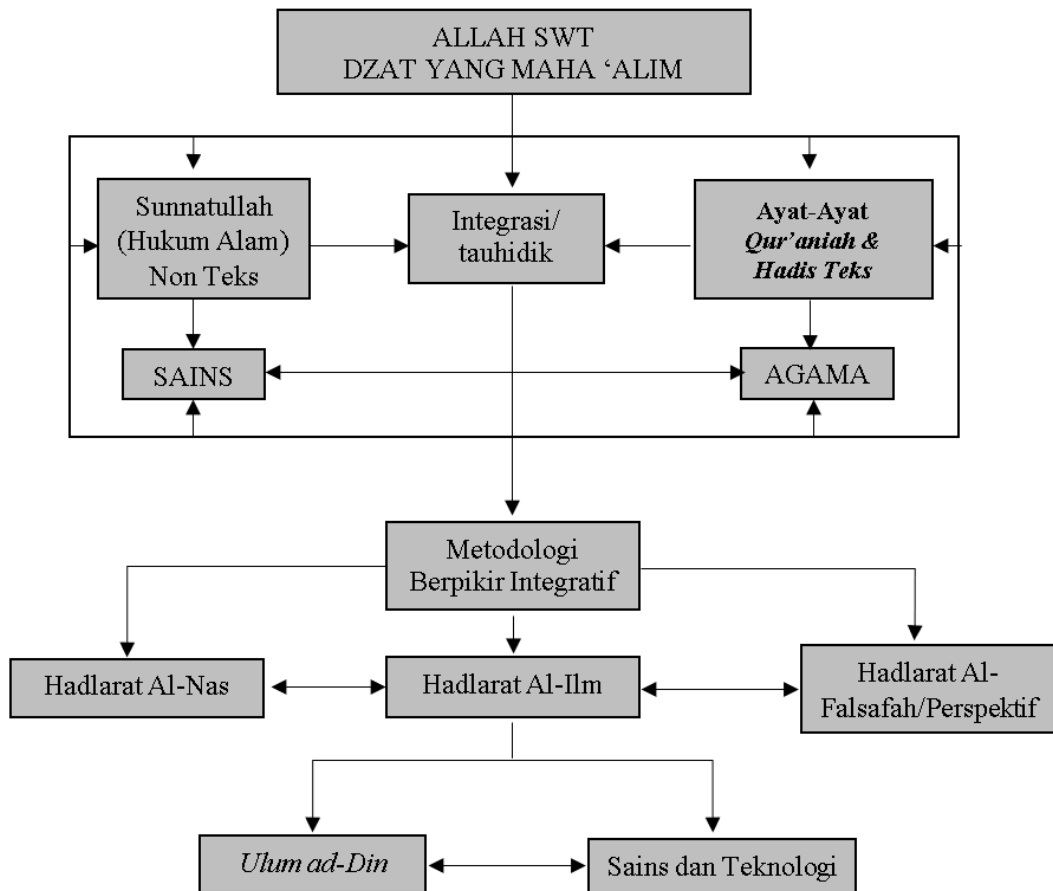 ALLAH SWT
DZAT YANG MAHA ‘ALIM
Sunnatullah
(Hukum Alam)
Non Teks
Integrasi/
tauhidik
Ayat-Ayat
Qur’aniah &
Hadis Teks
SAINS
AGAMA
Metodologi
Berpikir Integratif
Hadlarat Al-Nas
Hadlarat Al-Ilm
Hadlarat Al-
Falsafah/Perspektif
Ulum ad-Din
Sains dan Teknologi